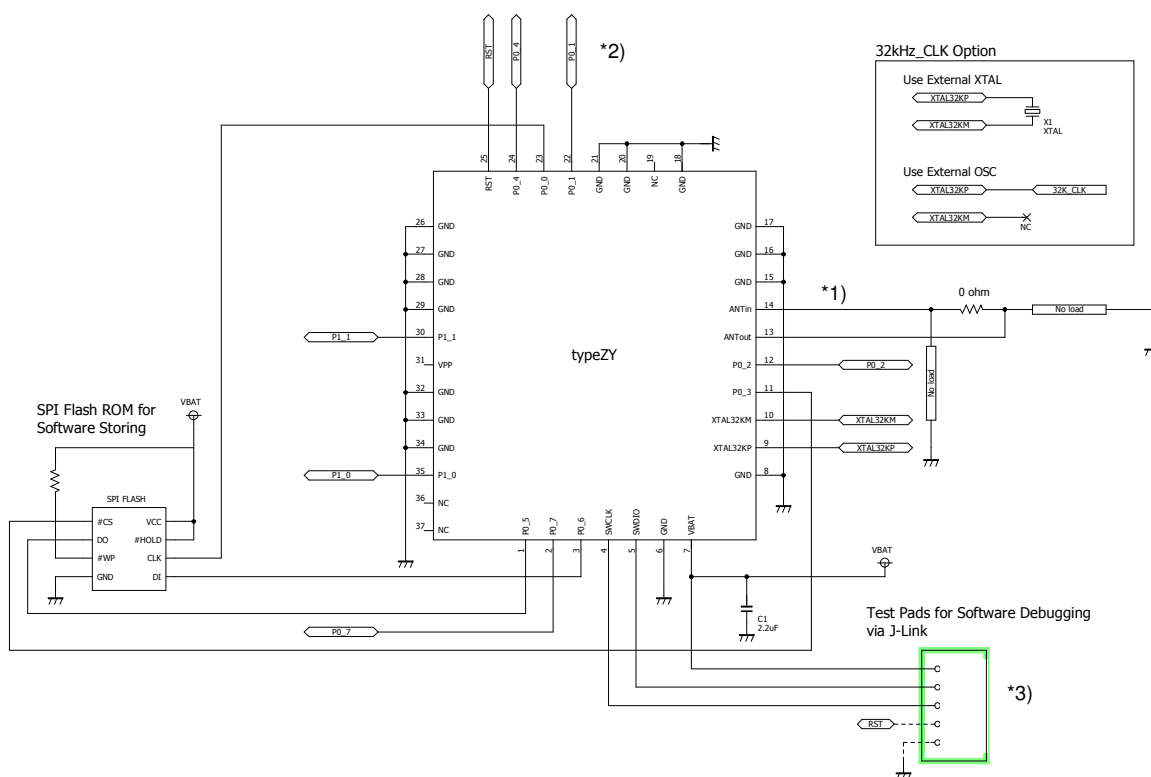 *2)
RST
P0_4
P0_1
32kHz_CLK Option
Use External XTAL
XTAL32KP
XTAL32KM
X1
XTAL
Use External OSC
XTAL32KP
32K_CLK
XTAL32KM
NC
25
24
23
22
21
20
19
18
RST
P0_4
P0_0
P0_1
GND
GND
NC
GND
26 GND
27 GND
28 GND
29 GND
P1_1 30 P1_1
31 VPP
32 GND
33 GND
34 GND
P1_0 35 P1_0
36 NC
37 NC
typeZY
GND 17
GND 16
GND 15
ANTin 14
ANTout 13
P0_2 12 P0_2
P0_3 11
XTAL32KM 10 XTAL32KM
XTAL32KP 9 XTAL32KP
GND 8
*1)
0 ohm
No load
No load
P0_5
P0_7
P0_6
SWCLK
SWDIO
GND
VBAT
1
2
3
4
5
6
7
SPI Flash ROM for
Software Storing
VBAT
SPI FLASH
#CS VCC
DO #HOLD
#WP CLK
GND DI
P0_7
VBAT
C1
2.2uF
Test Pads for Software Debugging
via J-Link
*3)
RST